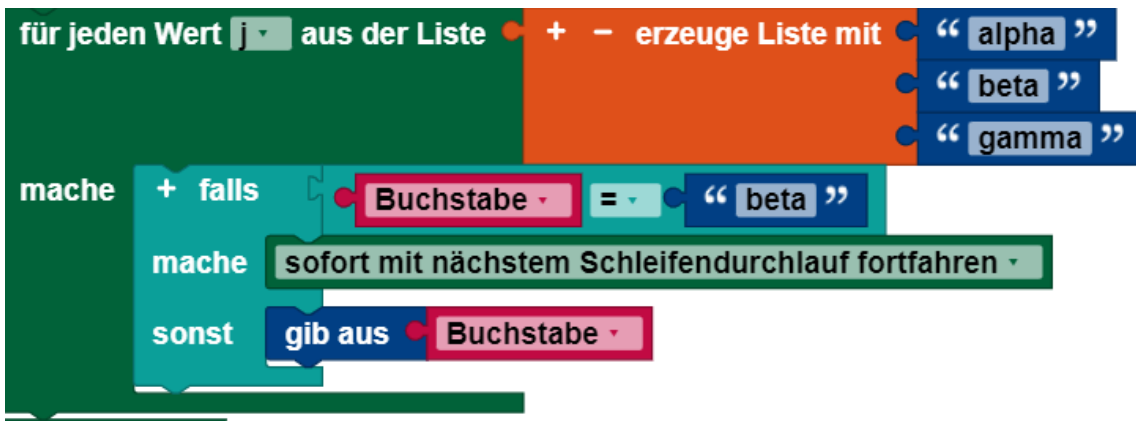 für jeden Wert j aus der Liste + - erzeuge Liste mit “ alpha ”
“ beta ”
“ gamma ”
mache + falls Buchstabe = “ beta ”
mache sofort mit nächstem Schleifendurchlauf fortfahren
sonst gib aus Buchstabe